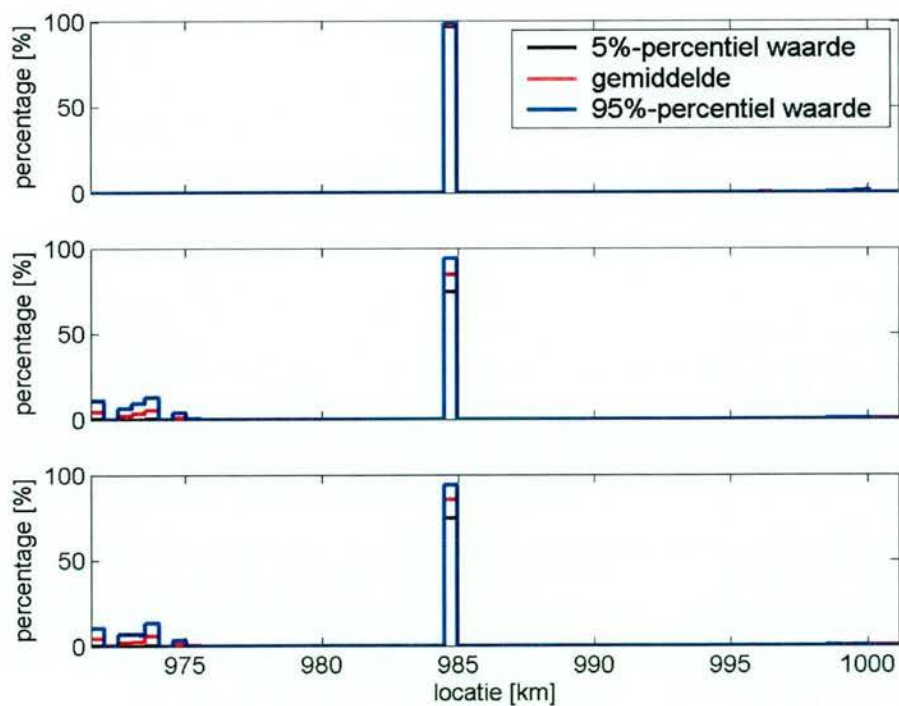 100
50
0
percentage [%]
5%-percentiel waarde
gemiddelde
95%-percentiel waarde
100
50
0
percentage [%]
100
50
0
percentage [%]
975 980 985 990 995 1000
locatie [km]